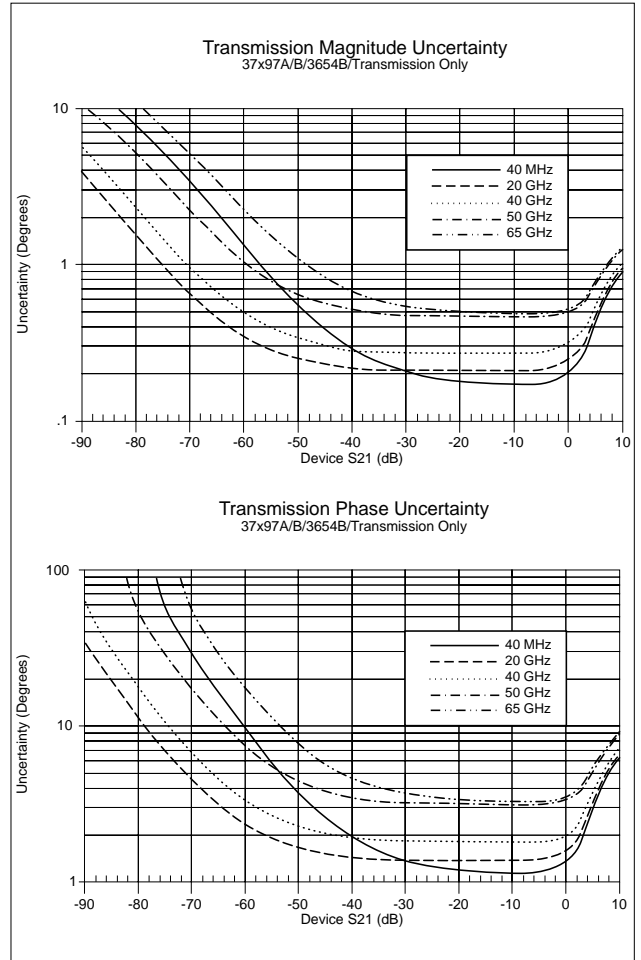 Transmission Magnitude Uncertainty
37x97A/B/3654B/Transmission Only
Uncertainty (Degrees)
10
1
.1
40 MHz
20 GHz
40 GHz
50 GHz
65 GHz
-90 -80 -70 -60 -50 -40 -30 -20 -10 0 10
Device S21 (dB)
Transmission Phase Uncertainty
37x97A/B/3654B/Transmission Only
Uncertainty (Degrees)
100
10
1
40 MHz
20 GHz
40 GHz
50 GHz
65 GHz
-90 -80 -70 -60 -50 -40 -30 -20 -10 0 10
Device S21 (dB)